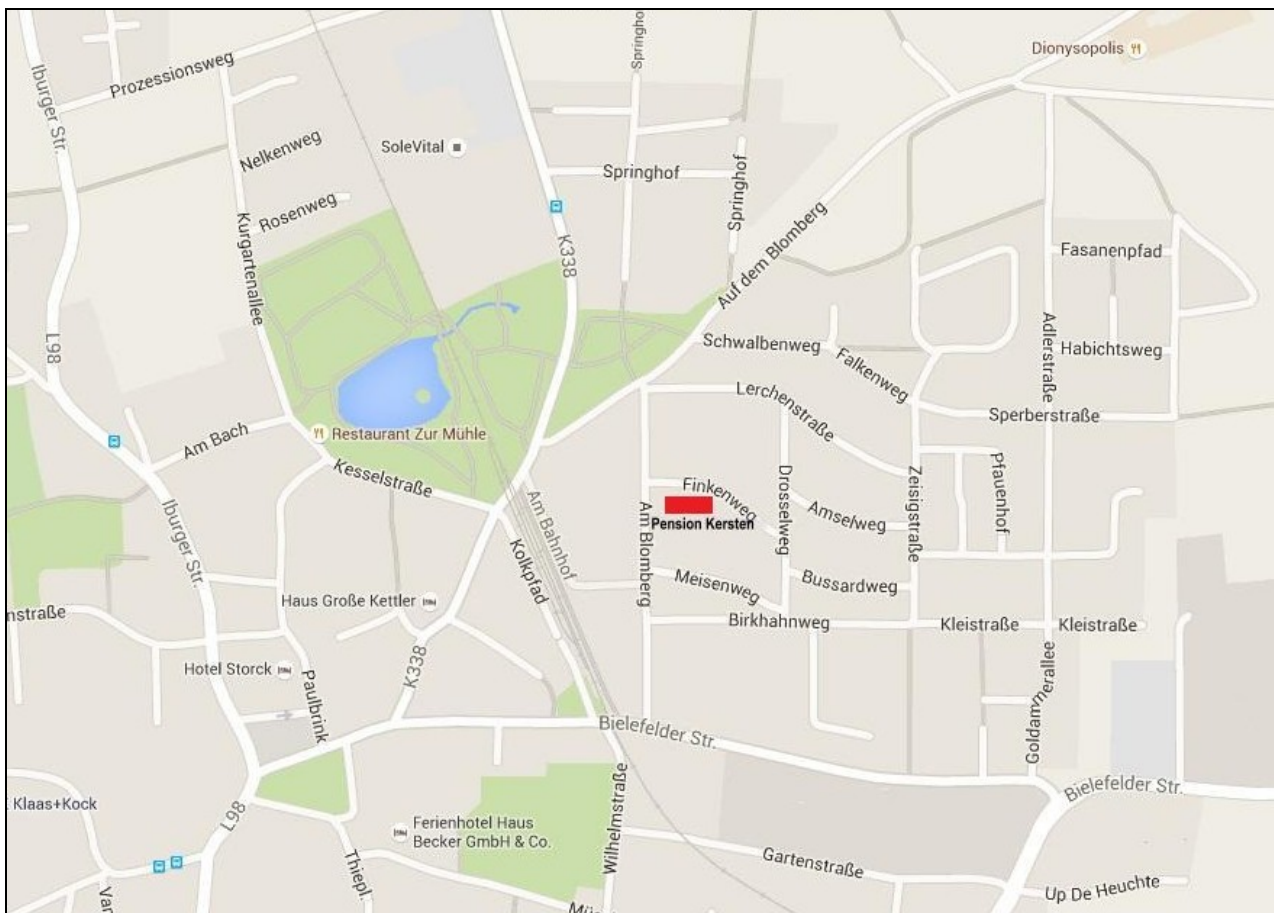 Iburger Str.
Prozessionsweg
Nelkenweg
SoleVital
Rosenweg
Kurgartenallee
L98
Springhof
Springhof
K338
Dionysopolis
Auf dem Blomberg
Schwalbenweg
Falkenweg
Fasanenpfad
Adlerstraße
Habichtsweg
Sperberstraße
Lerchenstraße
Am Bach
Restaurant Zur Mühle
Kesselstraße
Iburger Str.
Am Bahnhof
Kolkpfad
Am Blomberg
Finkenweg
Pension Kersten
Drosselweg
Amselweg
Zeisigstraße
Pfauenhof
Meisenweg
Bussardweg
Birkhahnweg
Kleistraße
Kleistraße
nstraße
Haus Große Kettler
Hotel Storck
Paulbrink
K338
Bielefelder Str.
Goldammerallee
Bielefelder Str.
Klaas+Kock
L98
Thiepl.
Ferienhotel Haus
Becker GmbH & Co.
Wilhelmstraße
Gartenstraße
Up De Heuchte